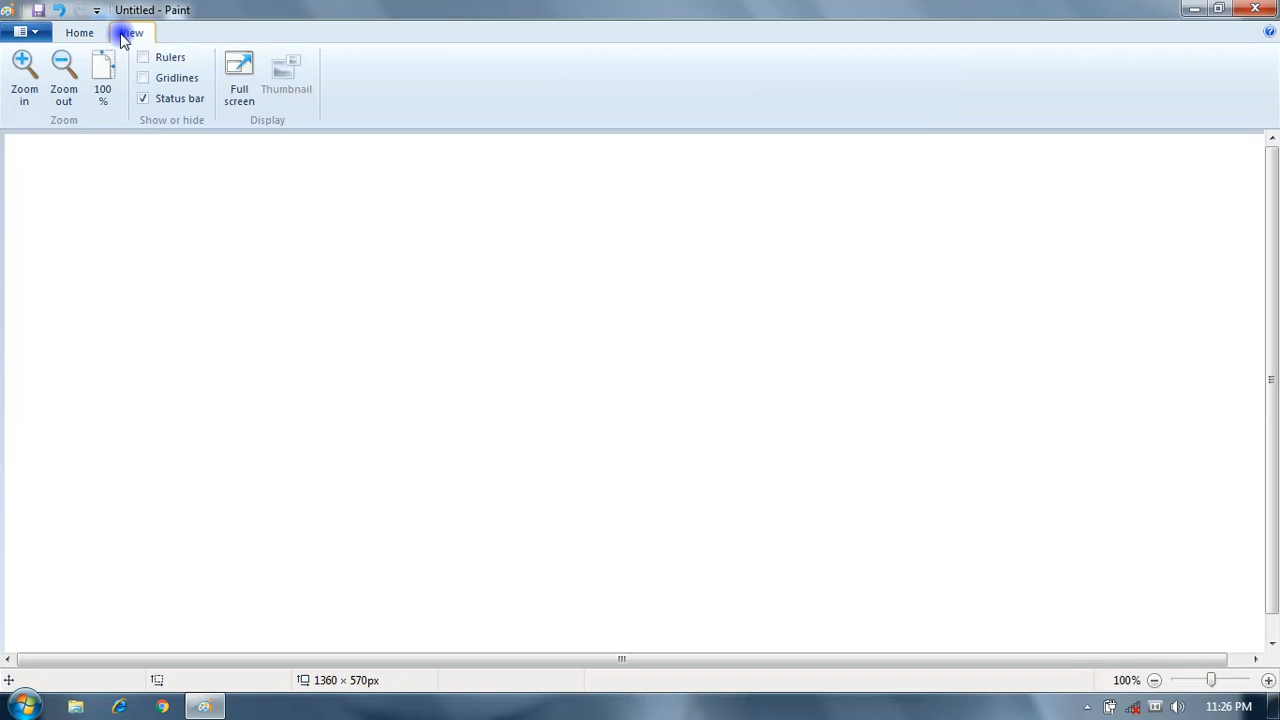 Untitled - Paint
Home View
Rulers
Gridlines
Status bar
Zoom in
Zoom out
100 %
Full screen
Thumbnail
Zoom
Show or hide
Display
1360 × 570px
100%
11:26 PM